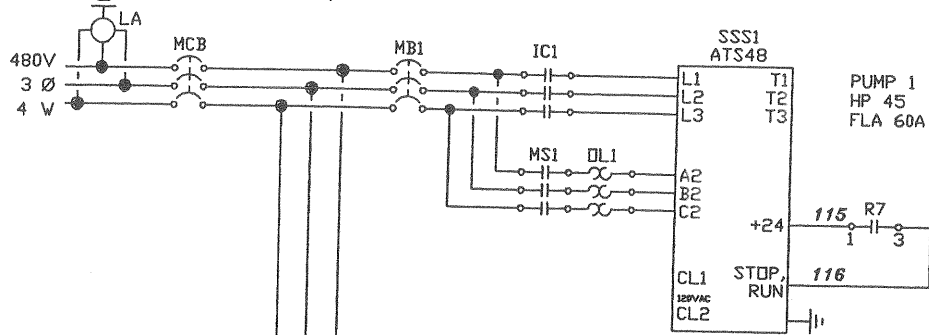 LA
480V
3 Ø
4 W
MCB
MB1
IC1
SSS1
ATS48
L1
L2
L3
T1
T2
T3
PUMP 1
HP 45
FLA 60A
MS1
OL1
A2
B2
C2
+24
115
R7
1
3
CL1
120VAC
CL2
STOP,
RUN
116